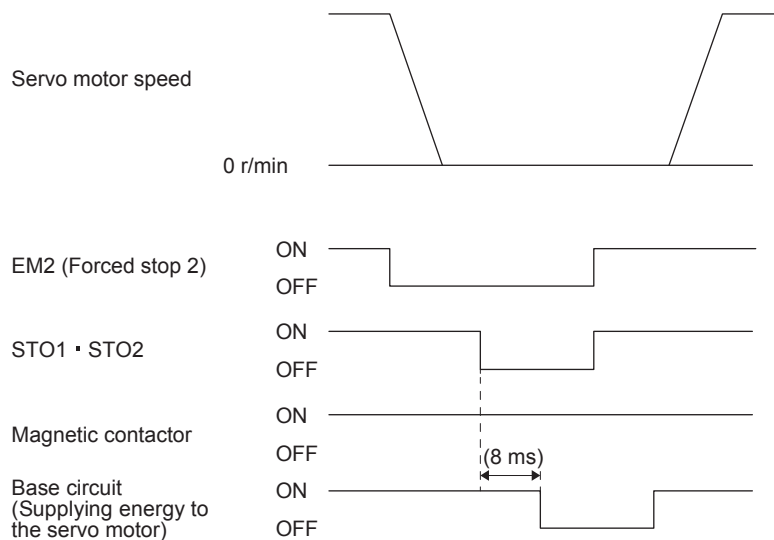 Servo motor speed
0 r/min
EM2 (Forced stop 2)
ON
OFF
STO1・STO2
ON
OFF
Magnetic contactor
ON
OFF
(8 ms)
Base circuit
(Supplying energy to
the servo motor)
ON
OFF